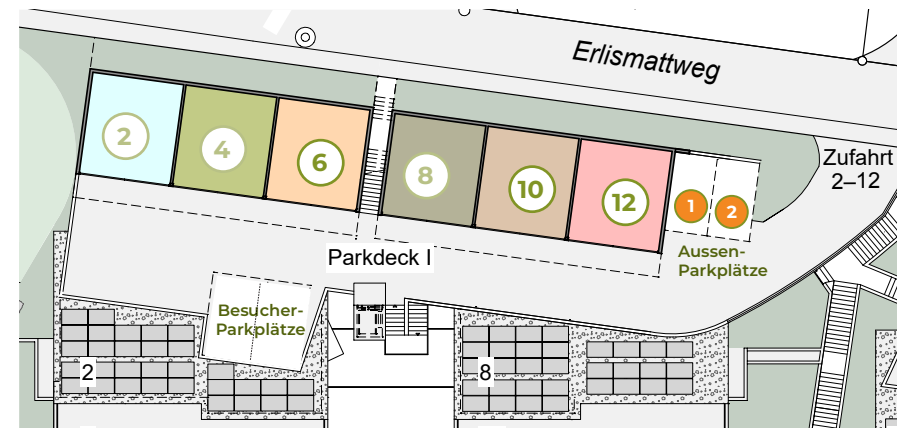 Erlismattweg
2
4
6
8
10
12
1
2
Zufahrt
2–12
Aussen-
Parkplätze
Parkdeck I
Besucher-
Parkplätze
2
8